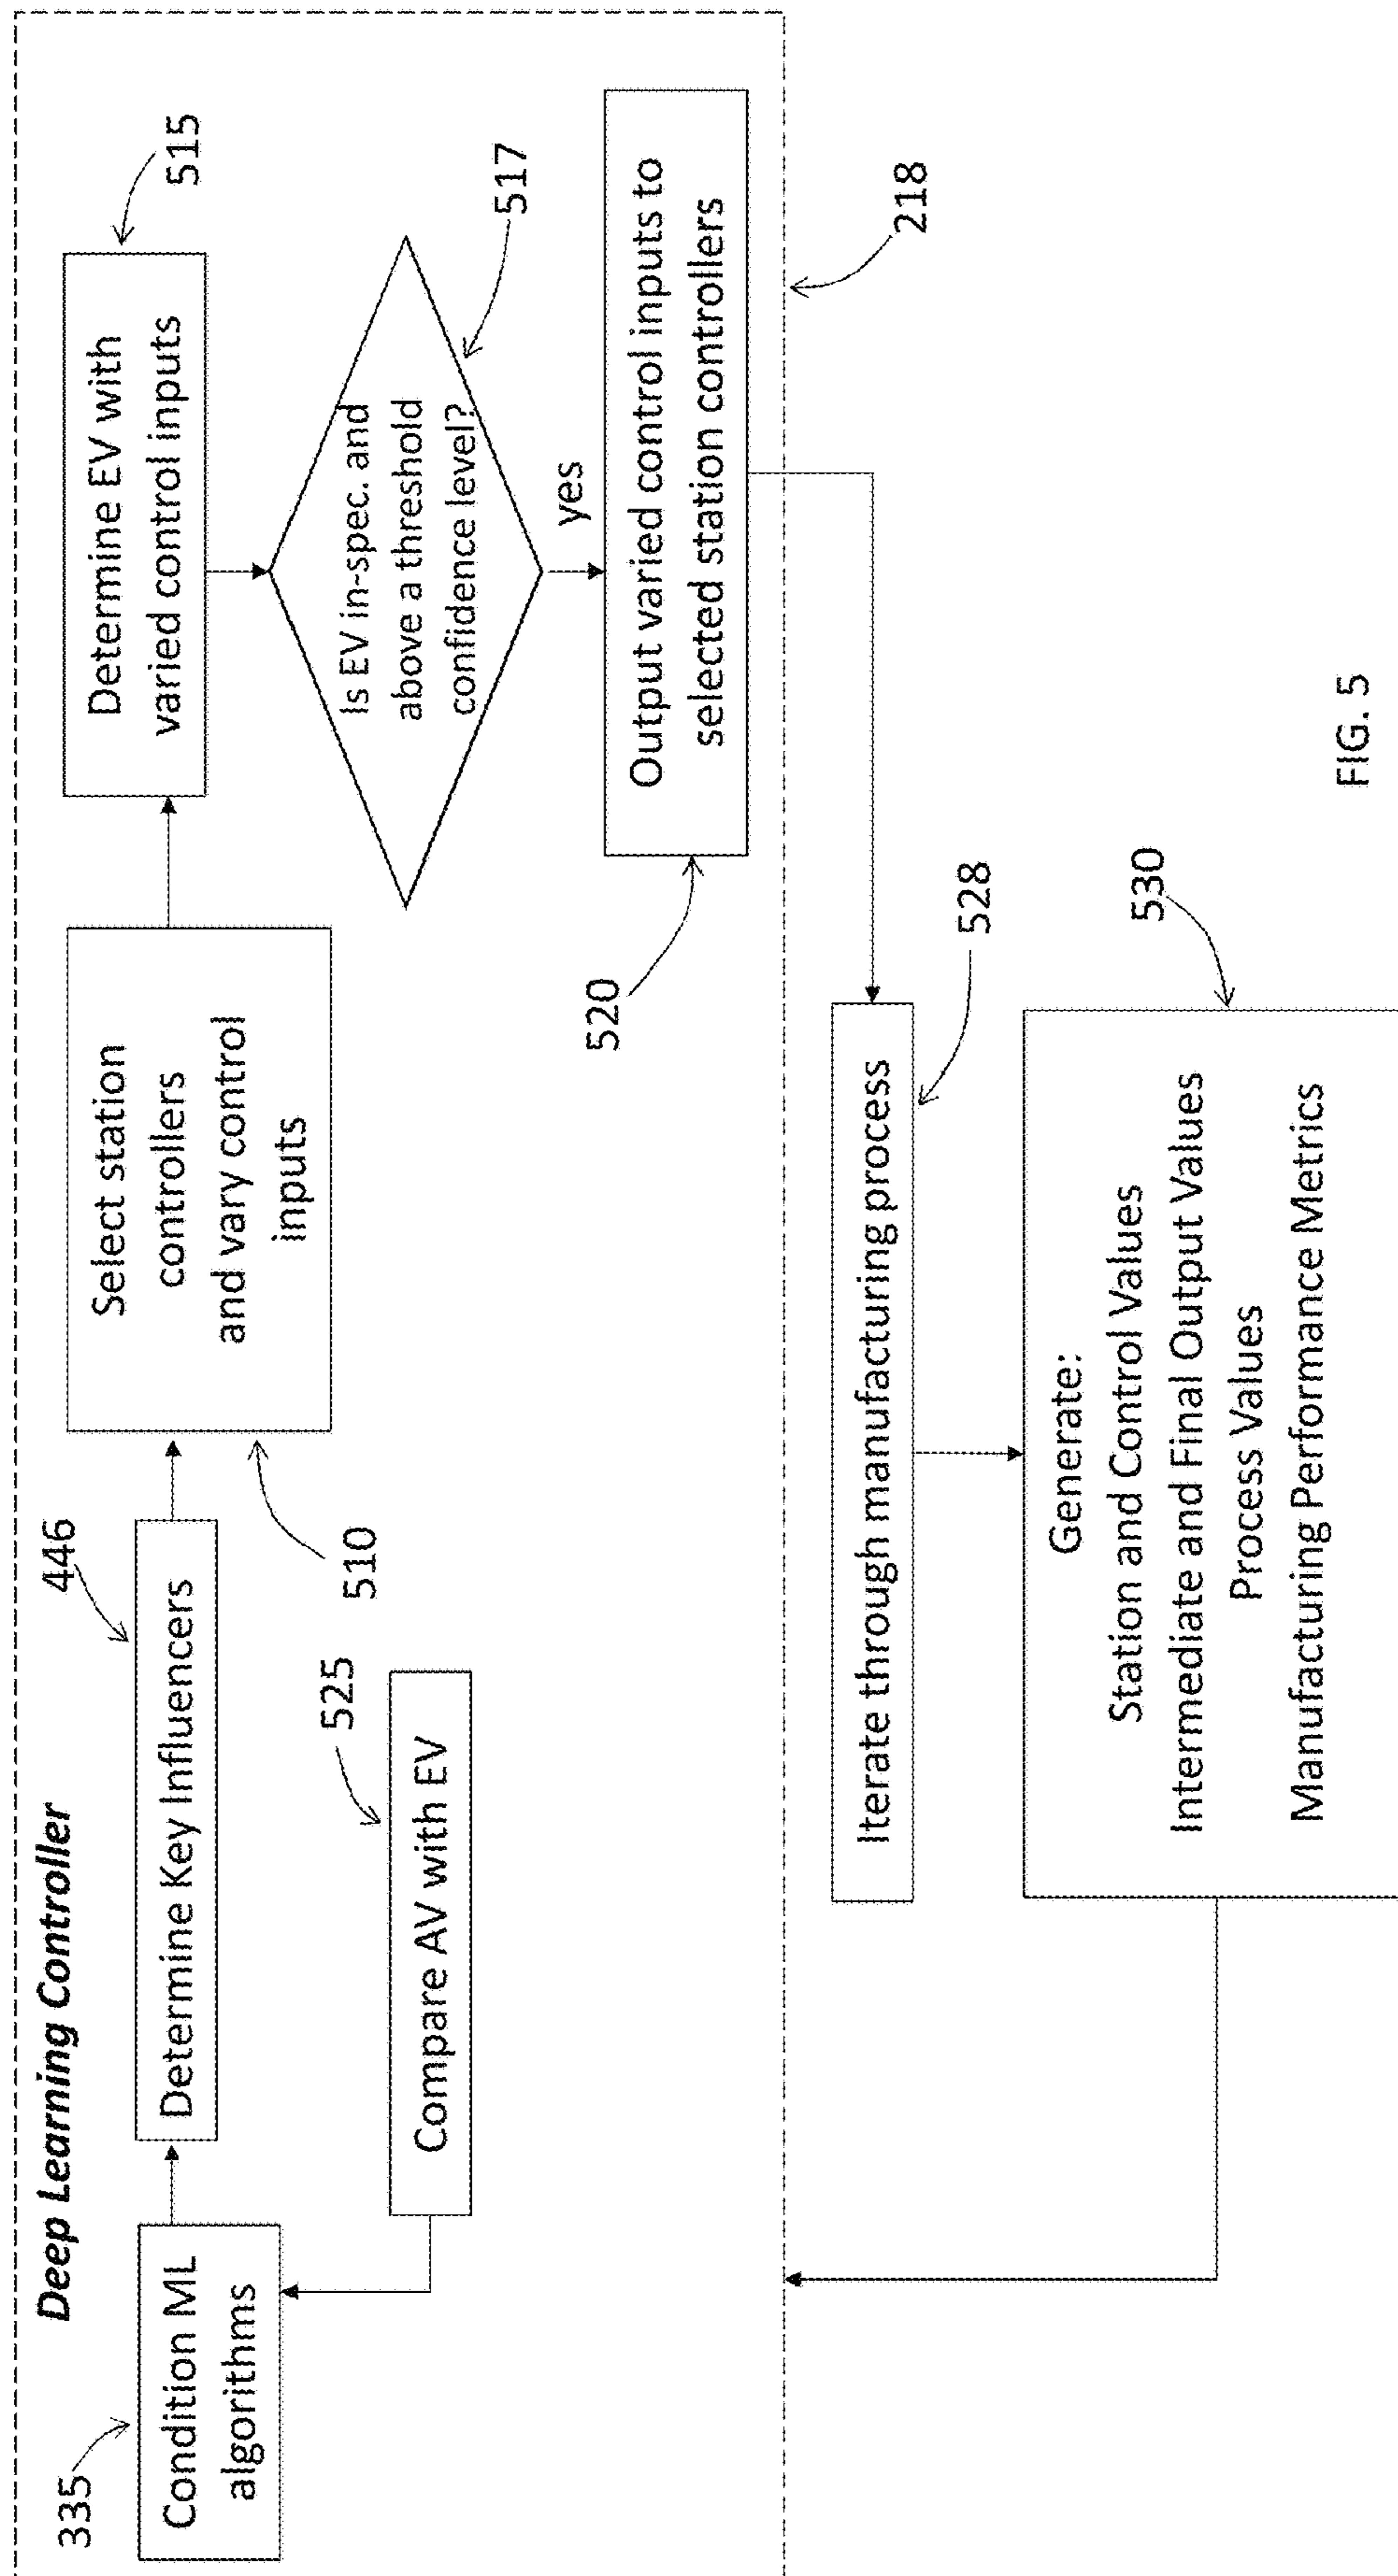 Deep Learning Controller
335
Condition ML
algorithms
446
Determine Key Influencers
525
Compare AV with EV
510
Select station
controllers
and vary control
inputs
515
Determine EV with
varied control inputs
517
Is EV in-spec. and
above a threshold
confidence level?
yes
520
Output varied control inputs to
selected station controllers
218
528
Iterate through manufacturing process
530
Generate:
Station and Control Values
Intermediate and Final Output Values
Process Values
Manufacturing Performance Metrics
FIG. 5